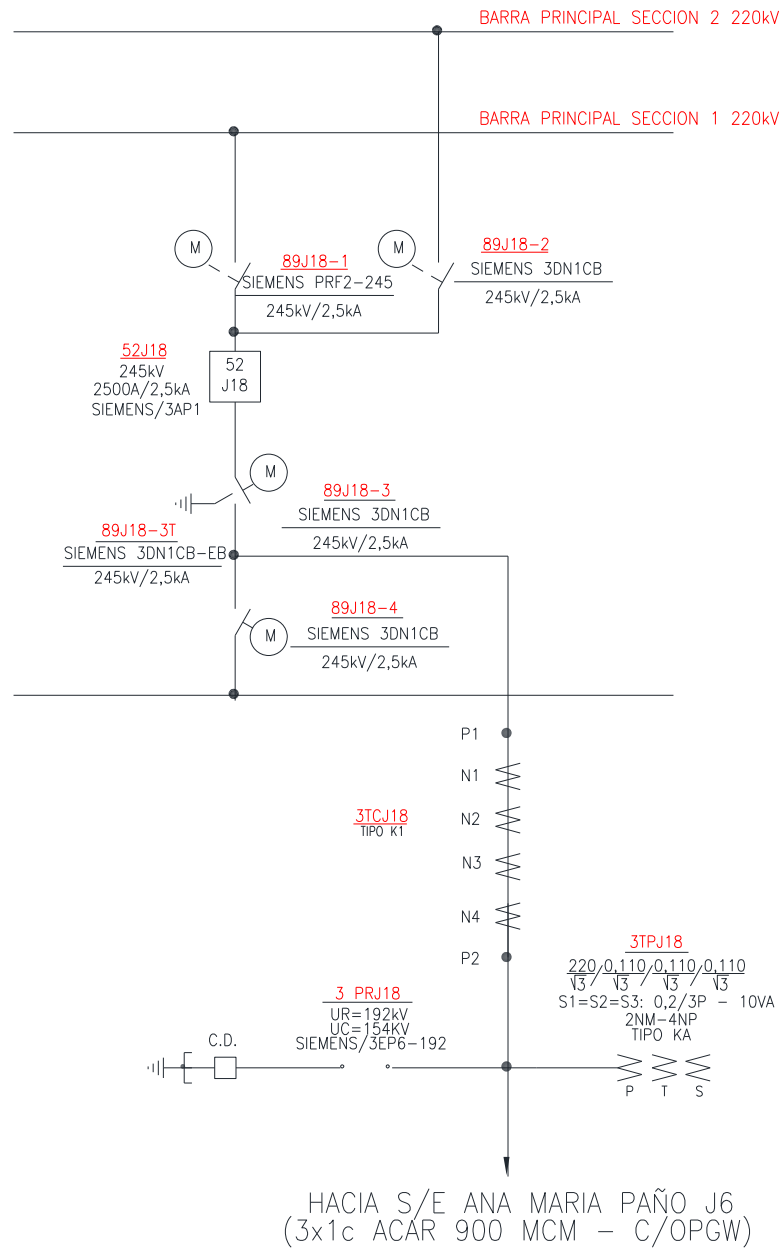 BARRA PRINCIPAL SECCION 2 220kV
BARRA PRINCIPAL SECCION 1 220kV
M
89J18-1
SIEMENS PRF2-245
245kV/2,5kA
M
89J18-2
SIEMENS 3DN1CB
245kV/2,5kA
52J18
245kV
2500A/2,5kA
SIEMENS/3AP1
52
J18
M
89J18-3
SIEMENS 3DN1CB
245kV/2,5kA
89J18-3T
SIEMENS 3DN1CB-EB
245kV/2,5kA
89J18-4
SIEMENS 3DN1CB
245kV/2,5kA
M
P1
N1
N2
N3
N4
P2
3TCJ18
TIPO K1
3TPJ18
220/√3/0,110/√3/0,110/√3/0,110/√3
S1=S2=S3: 0,2/3P - 10VA
2NM-4NP
TIPO KA
P T S
3 PRJ18
UR=192kV
UC=154KV
SIEMENS/3EP6-192
C.D.
HACIA S/E ANA MARIA PAÑO J6
(3x1c ACAR 900 MCM - C/OPGW)